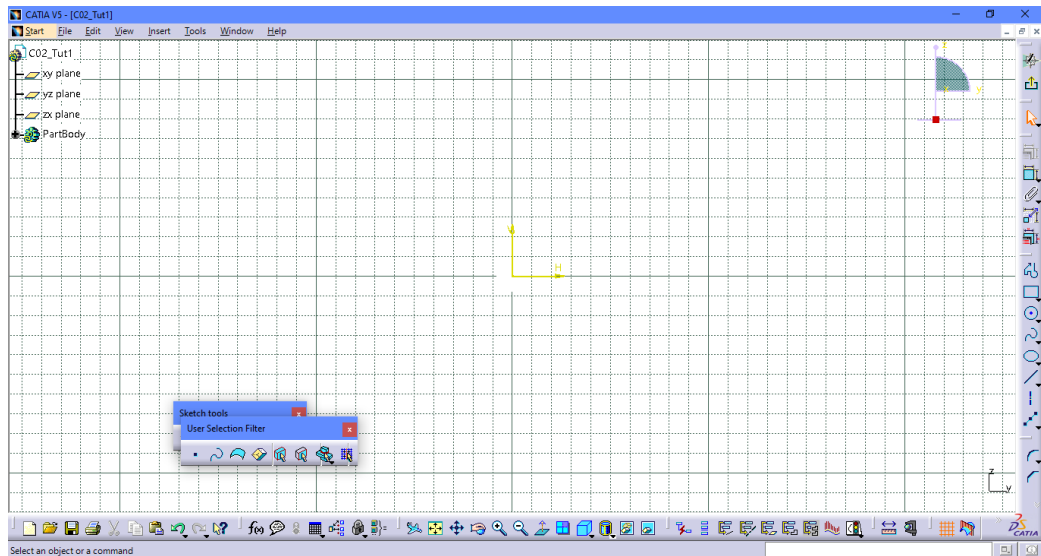 CATIA V5 - [C02_Tut1]
Start File Edit View Insert Tools Window Help
C02_Tut1
xy plane
yz plane
zx plane
PartBody
y
V
H
Sketch tools
User Selection Filter
z
y
f(x)
DS
CATIA
Select an object or a command